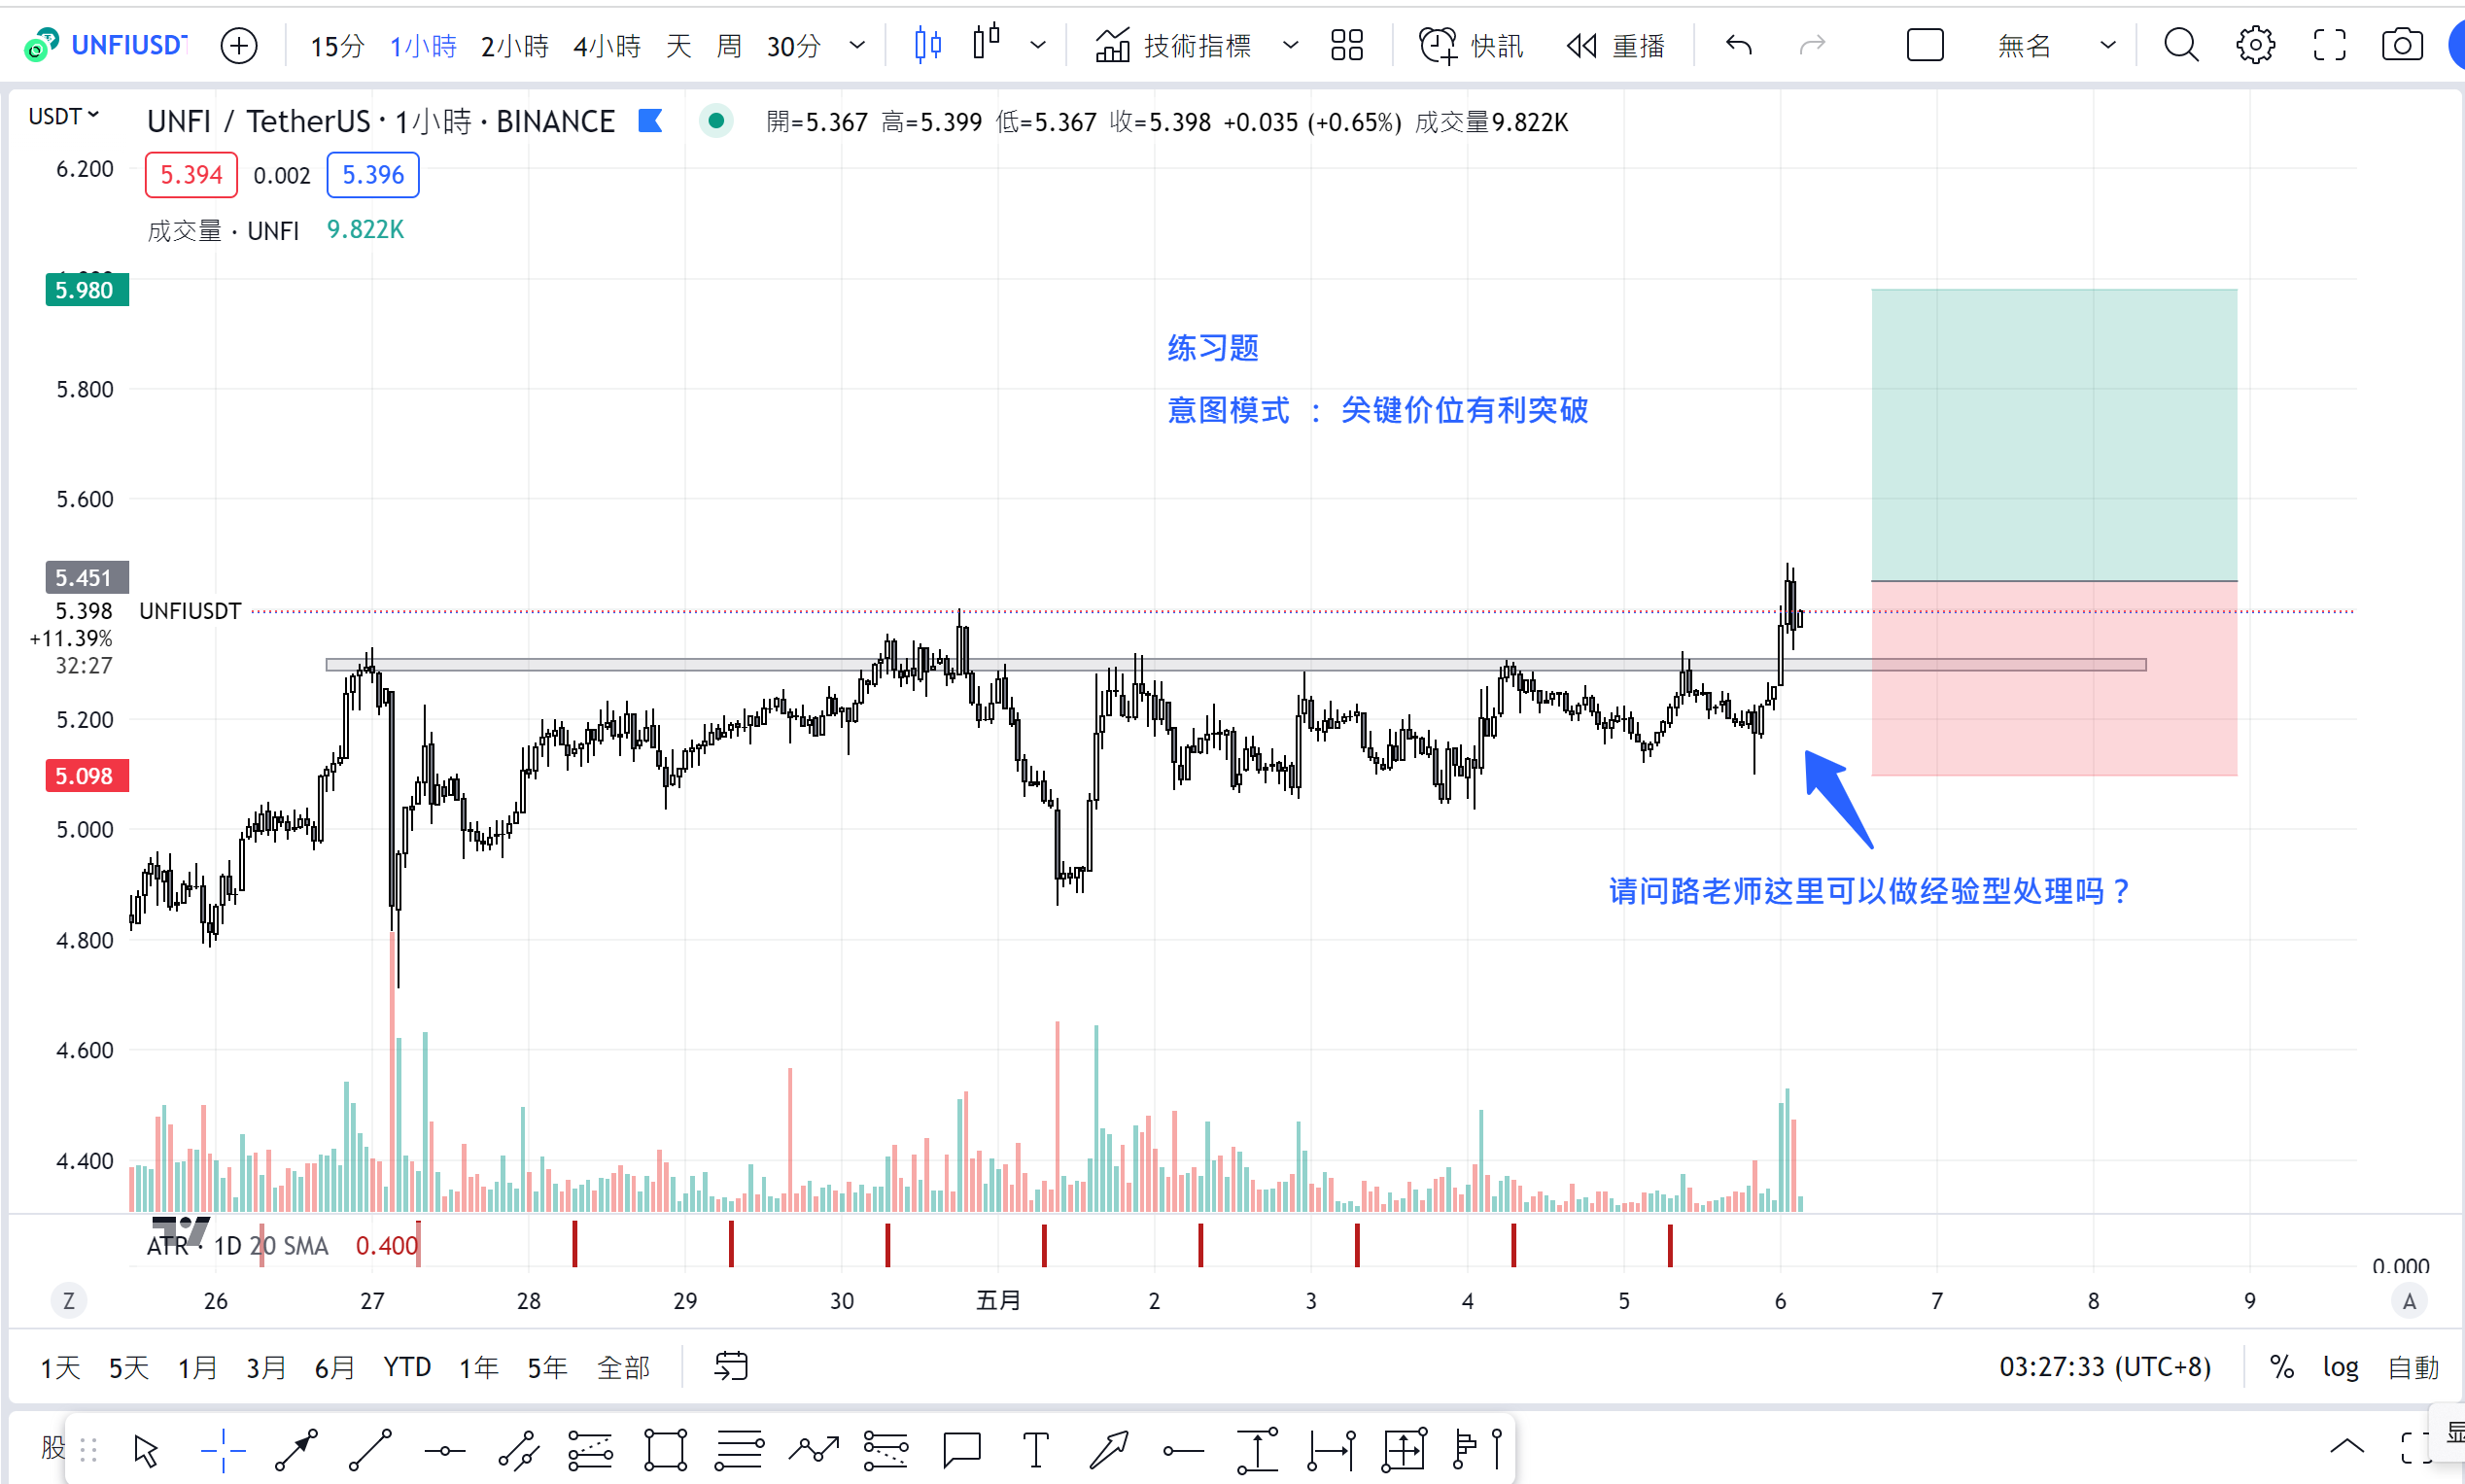 UNFIUSDT 15分 1小時 2小時 4小時 天 周 30分 技術指標 快訊 重播 無名
USDT UNFI / TetherUS · 1小時 · BINANCE 開=5.367 高=5.399 低=5.367 收=5.398 +0.035 (+0.65%) 成交量9.822K
6.200 5.394 0.002 5.396
成交量 · UNFI 9.822K
5.980
练习题
5.800
意图模式 ： 关键价位有利突破
5.600
5.451
5.398 UNFIUSDT
+11.39%
32:27
5.200
5.098
5.000
请问路老师这里可以做经验型处理吗？
4.800
4.600
4.400
ATR · 1D 20 SMA 0.400
0.000
Z 26 27 28 29 30 五月 2 3 4 5 6 7 8 9 A
1天 5天 1月 3月 6月 YTD 1年 5年 全部 03:27:33 (UTC+8) % log 自動
股